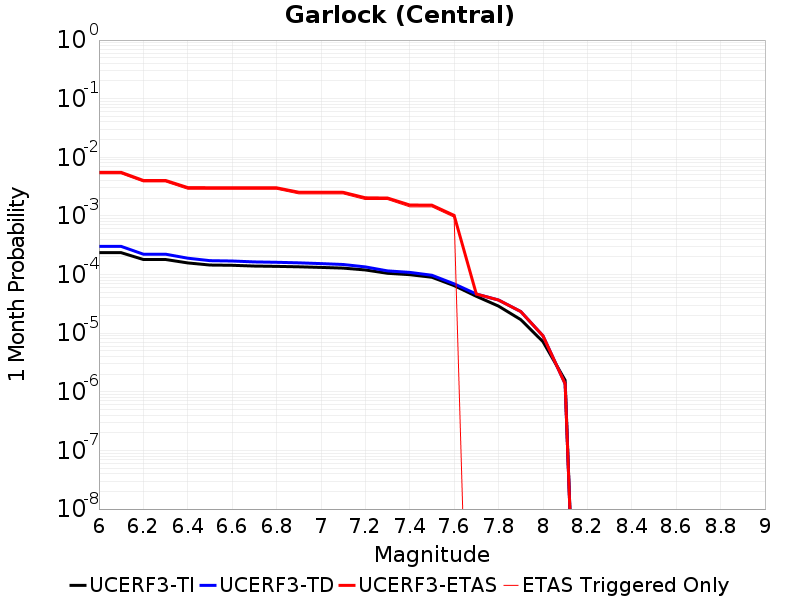 Garlock (Central)
1 Month Probability
10^0
10^-1
10^-2
10^-3
10^-4
10^-5
10^-6
10^-7
10^-8
6 6.2 6.4 6.6 6.8 7 7.2 7.4 7.6 7.8 8 8.2 8.4 8.6 8.8 9
Magnitude
UCERF3-TI UCERF3-TD UCERF3-ETAS ETAS Triggered Only